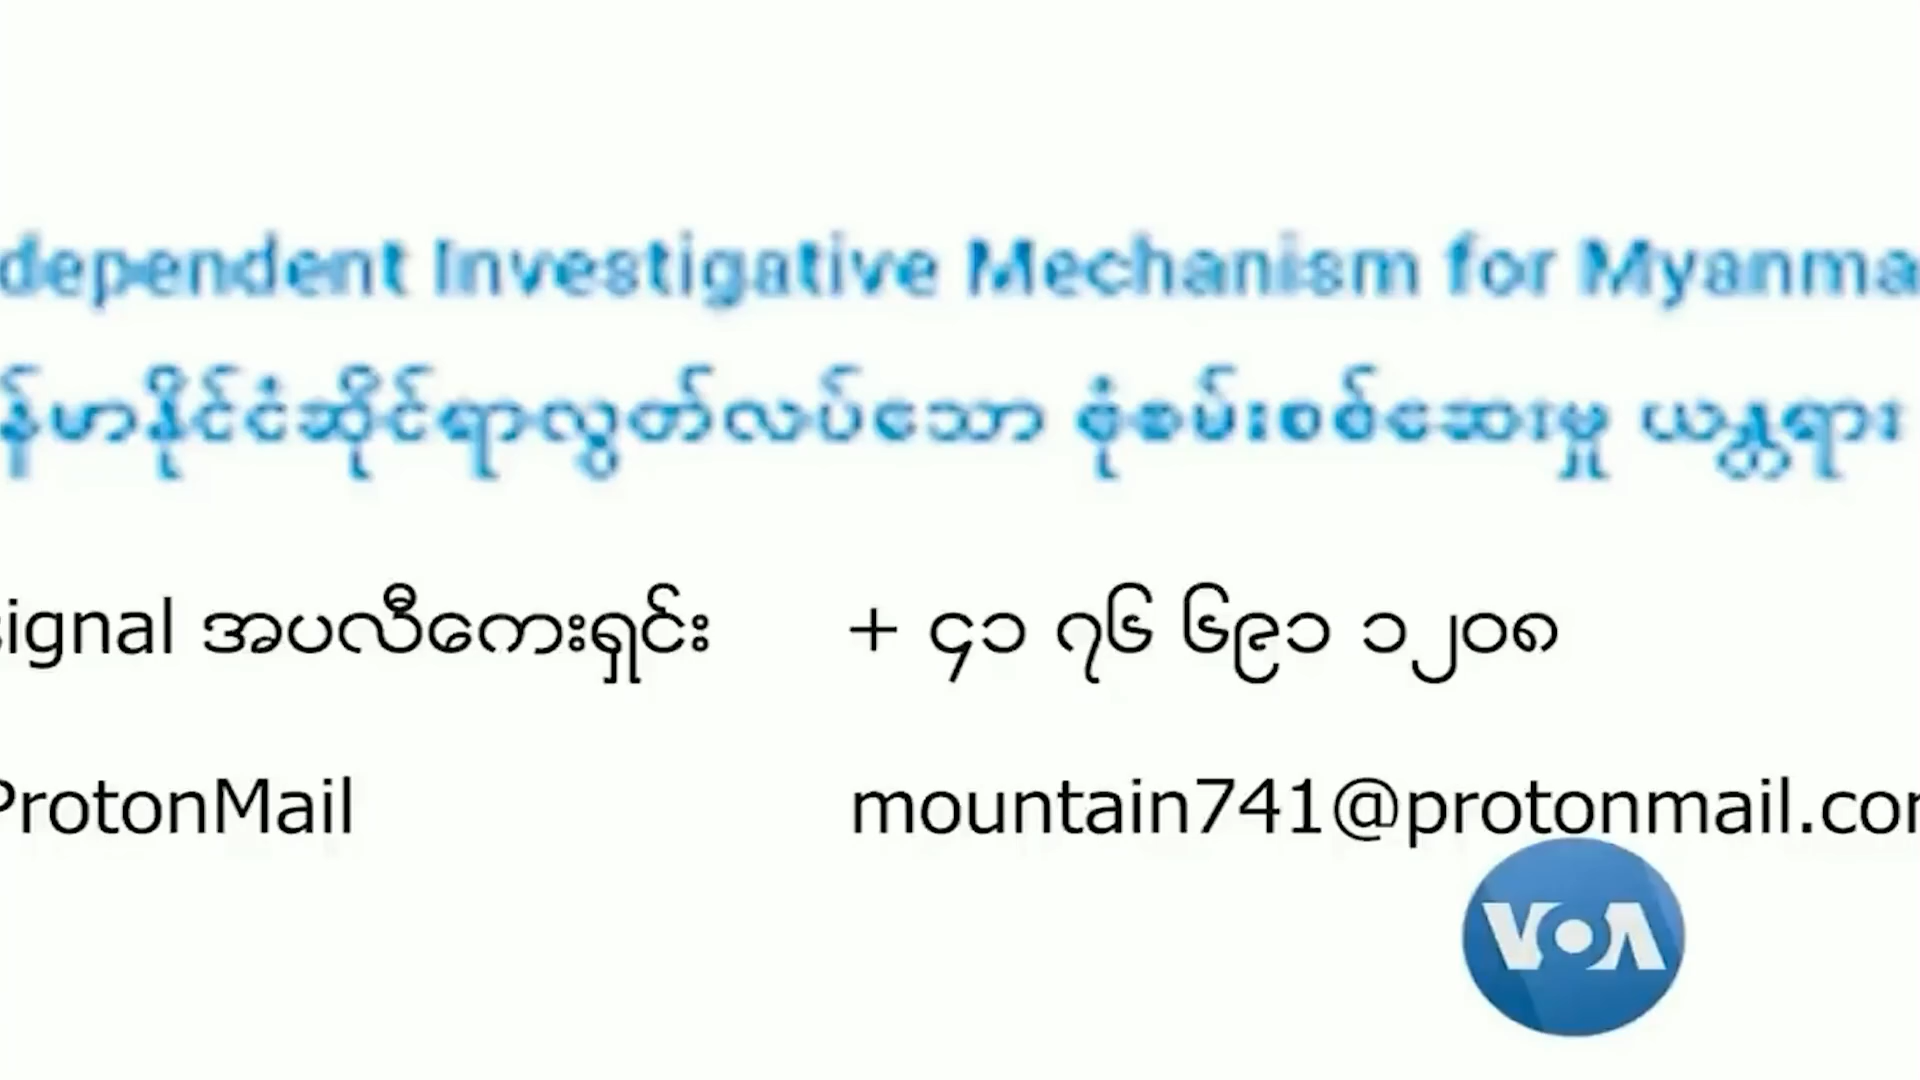 dependent Investigative Mechanism for Myanma
န်မာနိုင်ငံဆိုင်ရာလွတ်လပ်သော စုံစမ်းစစ်ဆေးမှု ယန္တရား
signal အပလီကေးရှင်း + ၄၁ ၇၆ ၆၉၁ ၁၂၀၈
ProtonMail mountain741@protonmail.com
VOA